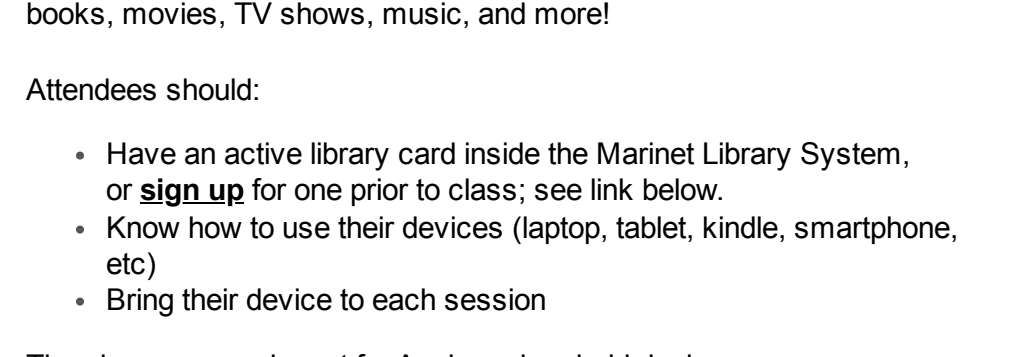 books, movies, TV shows, music, and more!
Attendees should:
• Have an active library card inside the Marinet Library System,
or sign up for one prior to class; see link below.
• Know how to use their devices (laptop, tablet, kindle, smartphone,
etc)
• Bring their device to each session